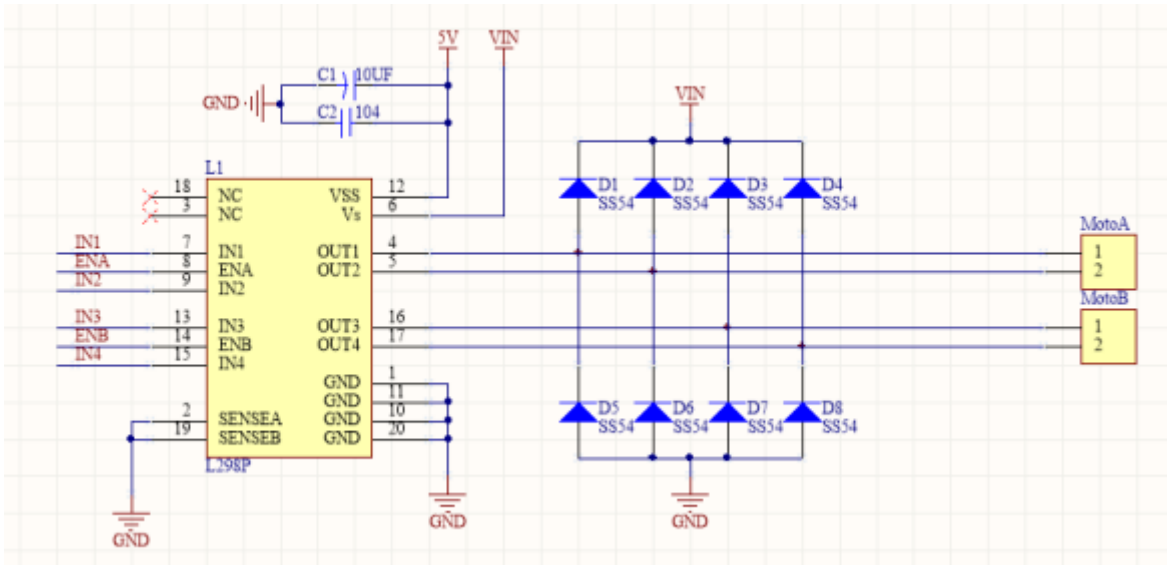 5V VIN
C1 10UF
GND
C2 104
VIN
L1
18 NC VSS 12
3 NC Vs 6
D1 D2 D3 D4
SS54 SS54 SS54 SS54
MotoA
IN1 7 IN1 OUT1 4 1
ENA 8 ENA OUT2 5 2
IN2 9 IN2
MotoB
IN3 13 IN3 OUT3 16 1
ENB 14 ENB OUT4 17 2
IN4 15 IN4
GND 1
GND 11
2 SENSEA GND 10
19 SENSEB GND 20
D5 D6 D7 D8
SS54 SS54 SS54 SS54
L298P
GND GND GND